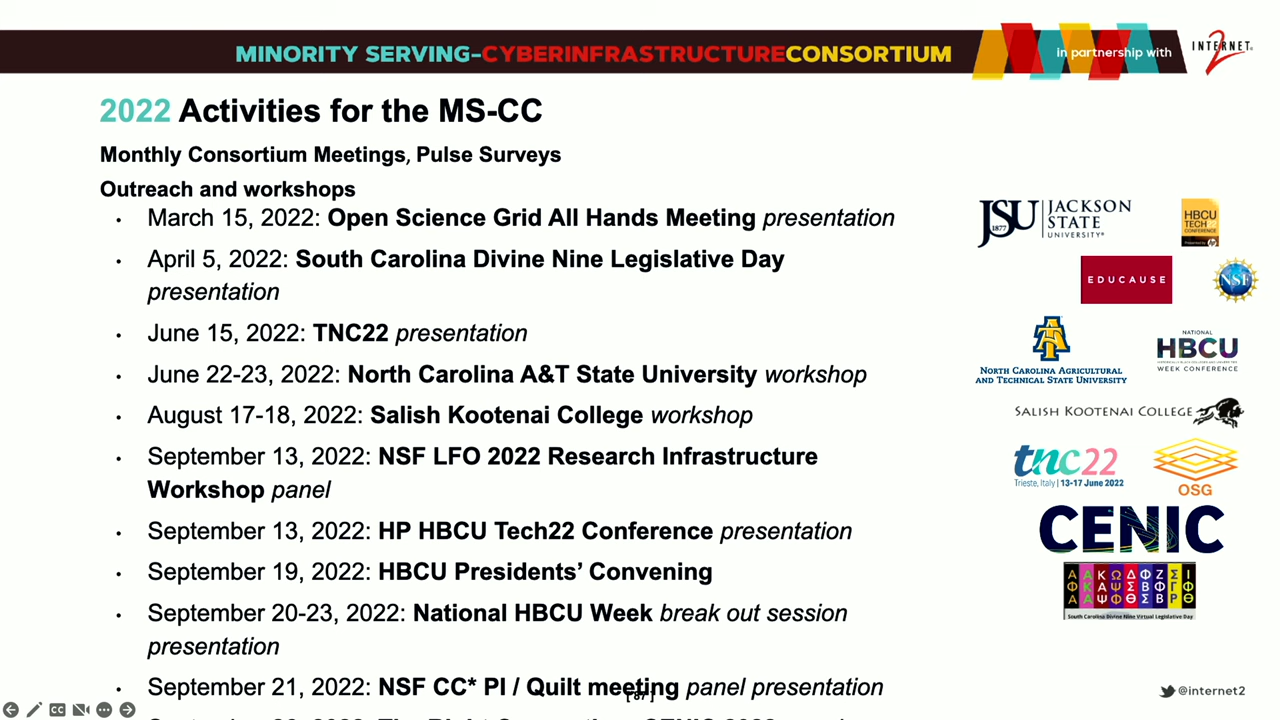 MINORITY SERVING-CYBERINFRASTRUCTURECONSORTIUM
in partnership with
INTERNET
2
2022 Activities for the MS-CC
Monthly Consortium Meetings, Pulse Surveys
Outreach and workshops
• March 15, 2022: Open Science Grid All Hands Meeting presentation
• April 5, 2022: South Carolina Divine Nine Legislative Day
presentation
• June 15, 2022: TNC22 presentation
• June 22-23, 2022: North Carolina A&T State University workshop
• August 17-18, 2022: Salish Kootenai College workshop
• September 13, 2022: NSF LFO 2022 Research Infrastructure
Workshop panel
• September 13, 2022: HP HBCU Tech22 Conference presentation
• September 19, 2022: HBCU Presidents’ Convening
• September 20-23, 2022: National HBCU Week break out session
presentation
• September 21, 2022: NSF CC* PI / Quilt meeting panel presentation
[ 87 ]
JSU
1877
JACKSON
STATE
UNIVERSITY
HBCU
TECH
CONFERENCE
EDUCAUSE
NSF
A&T
NORTH CAROLINA AGRICULTURAL
AND TECHNICAL STATE UNIVERSITY
NATIONAL
HBCU
WEEK CONFERENCE
SALISH KOOTENAI COLLEGE
tnc22
Trieste, Italy | 13-17 June 2022
OSG
CENIC
Α Α Κ Ω Δ Φ Ζ Σ Ι
Φ Κ Α Ψ Σ Β Φ Γ Φ
Α Α Ψ Φ Θ Σ Β Ρ Θ
South Carolina Divine Nine Virtual Legislative Day
CC
@internet2